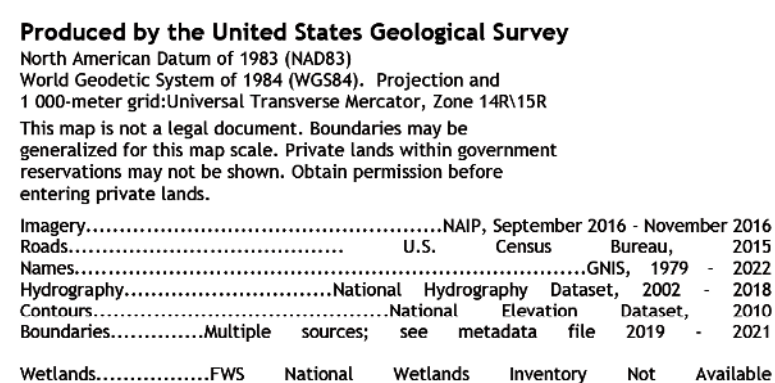 Produced by the United States Geological Survey
North American Datum of 1983 (NAD83)
World Geodetic System of 1984 (WGS84). Projection and
1 000-meter grid:Universal Transverse Mercator, Zone 14R\15R
This map is not a legal document. Boundaries may be
generalized for this map scale. Private lands within government
reservations may not be shown. Obtain permission before
entering private lands.
Imagery.....................................................NAIP, September 2016 - November 2016
Roads......................................... U.S. Census Bureau, 2015
Names............................................................................GNIS, 1979 - 2022
Hydrography...............................National Hydrography Dataset, 2002 - 2018
Contours............................................National Elevation Dataset, 2010
Boundaries..............Multiple sources; see metadata file 2019 - 2021
Wetlands.................FWS National Wetlands Inventory Not Available